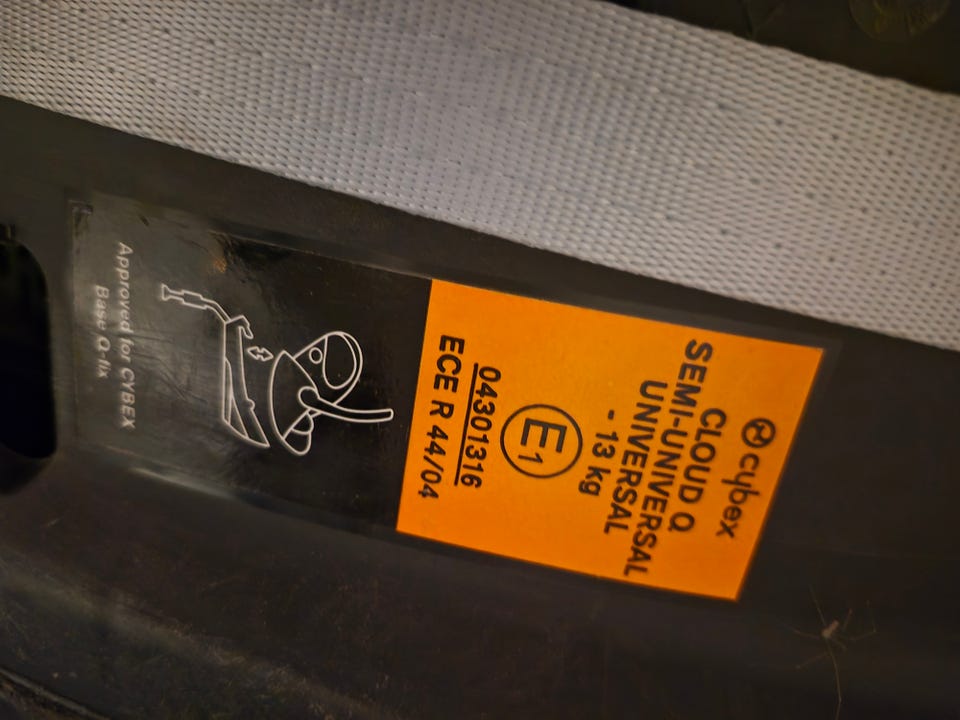 cybex
CLOUD Q
SEMI-UNIVERSAL
UNIVERSAL
- 13 kg
E1
04301316
ECE R 44/04
Approved for CYBEX
Base Q-fix